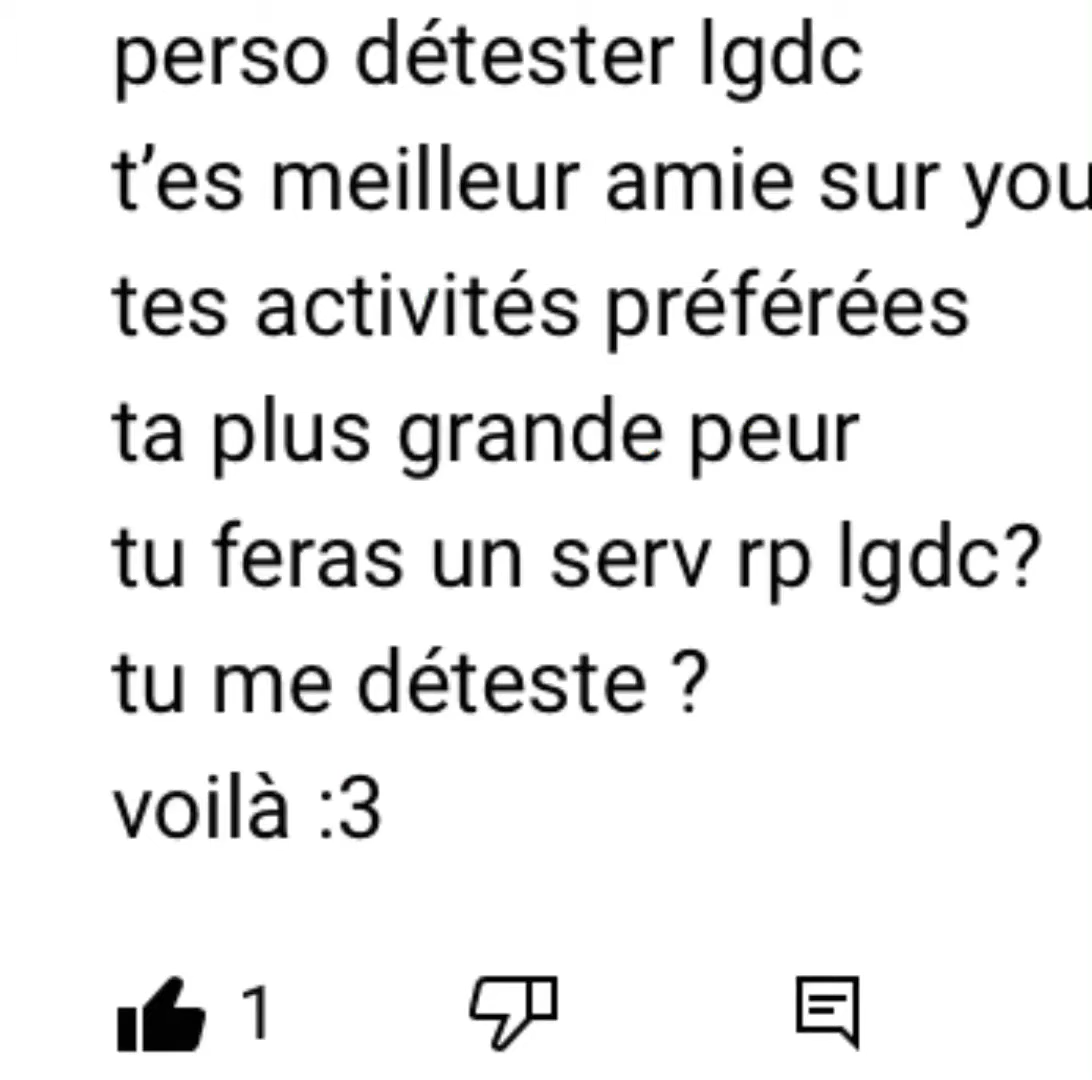 perso détester lgdc
t’es meilleur amie sur you
tes activités préférées
ta plus grande peur
tu feras un serv rp lgdc?
tu me déteste ?
voilà :3
1